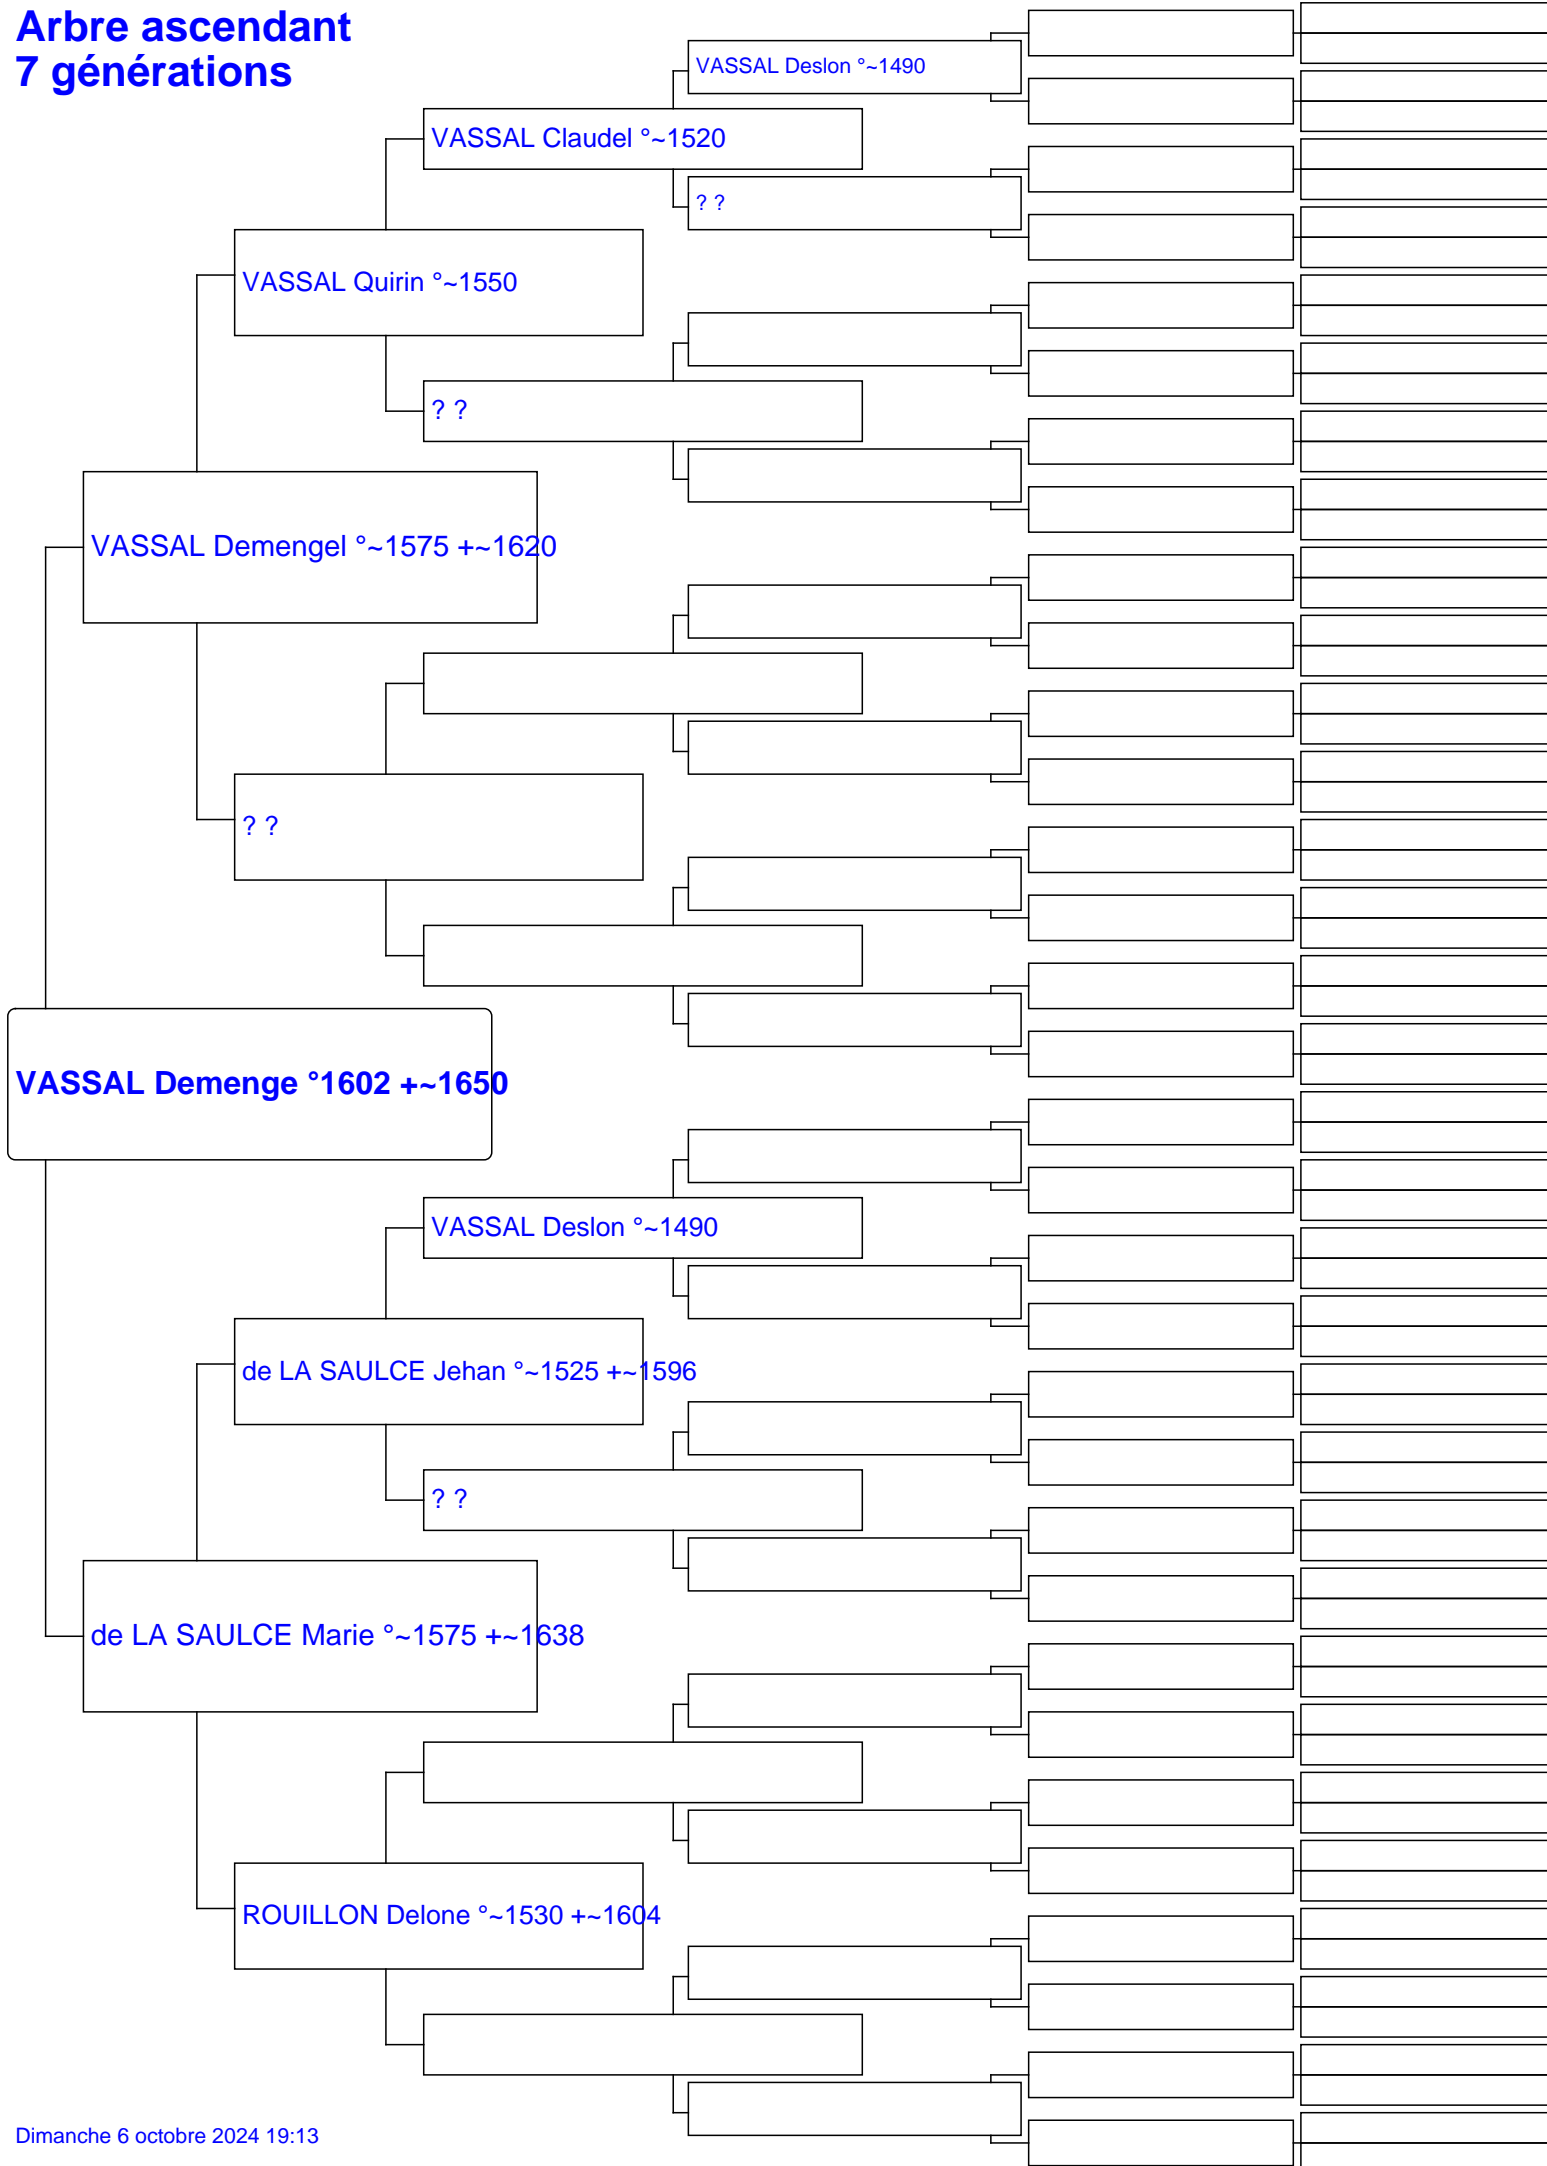 Arbre ascendant
7 générations
VASSAL Deslon °~1490
VASSAL Claudel °~1520
? ?
VASSAL Quirin °~1550
? ?
VASSAL Demengel °~1575 +~1620
? ?
VASSAL Demenge °1602 +~1650
VASSAL Deslon °~1490
de LA SAULCE Jehan °~1525 +~1596
? ?
de LA SAULCE Marie °~1575 +~1638
ROUILLON Delone °~1530 +~1604
Dimanche 6 octobre 2024 19:13